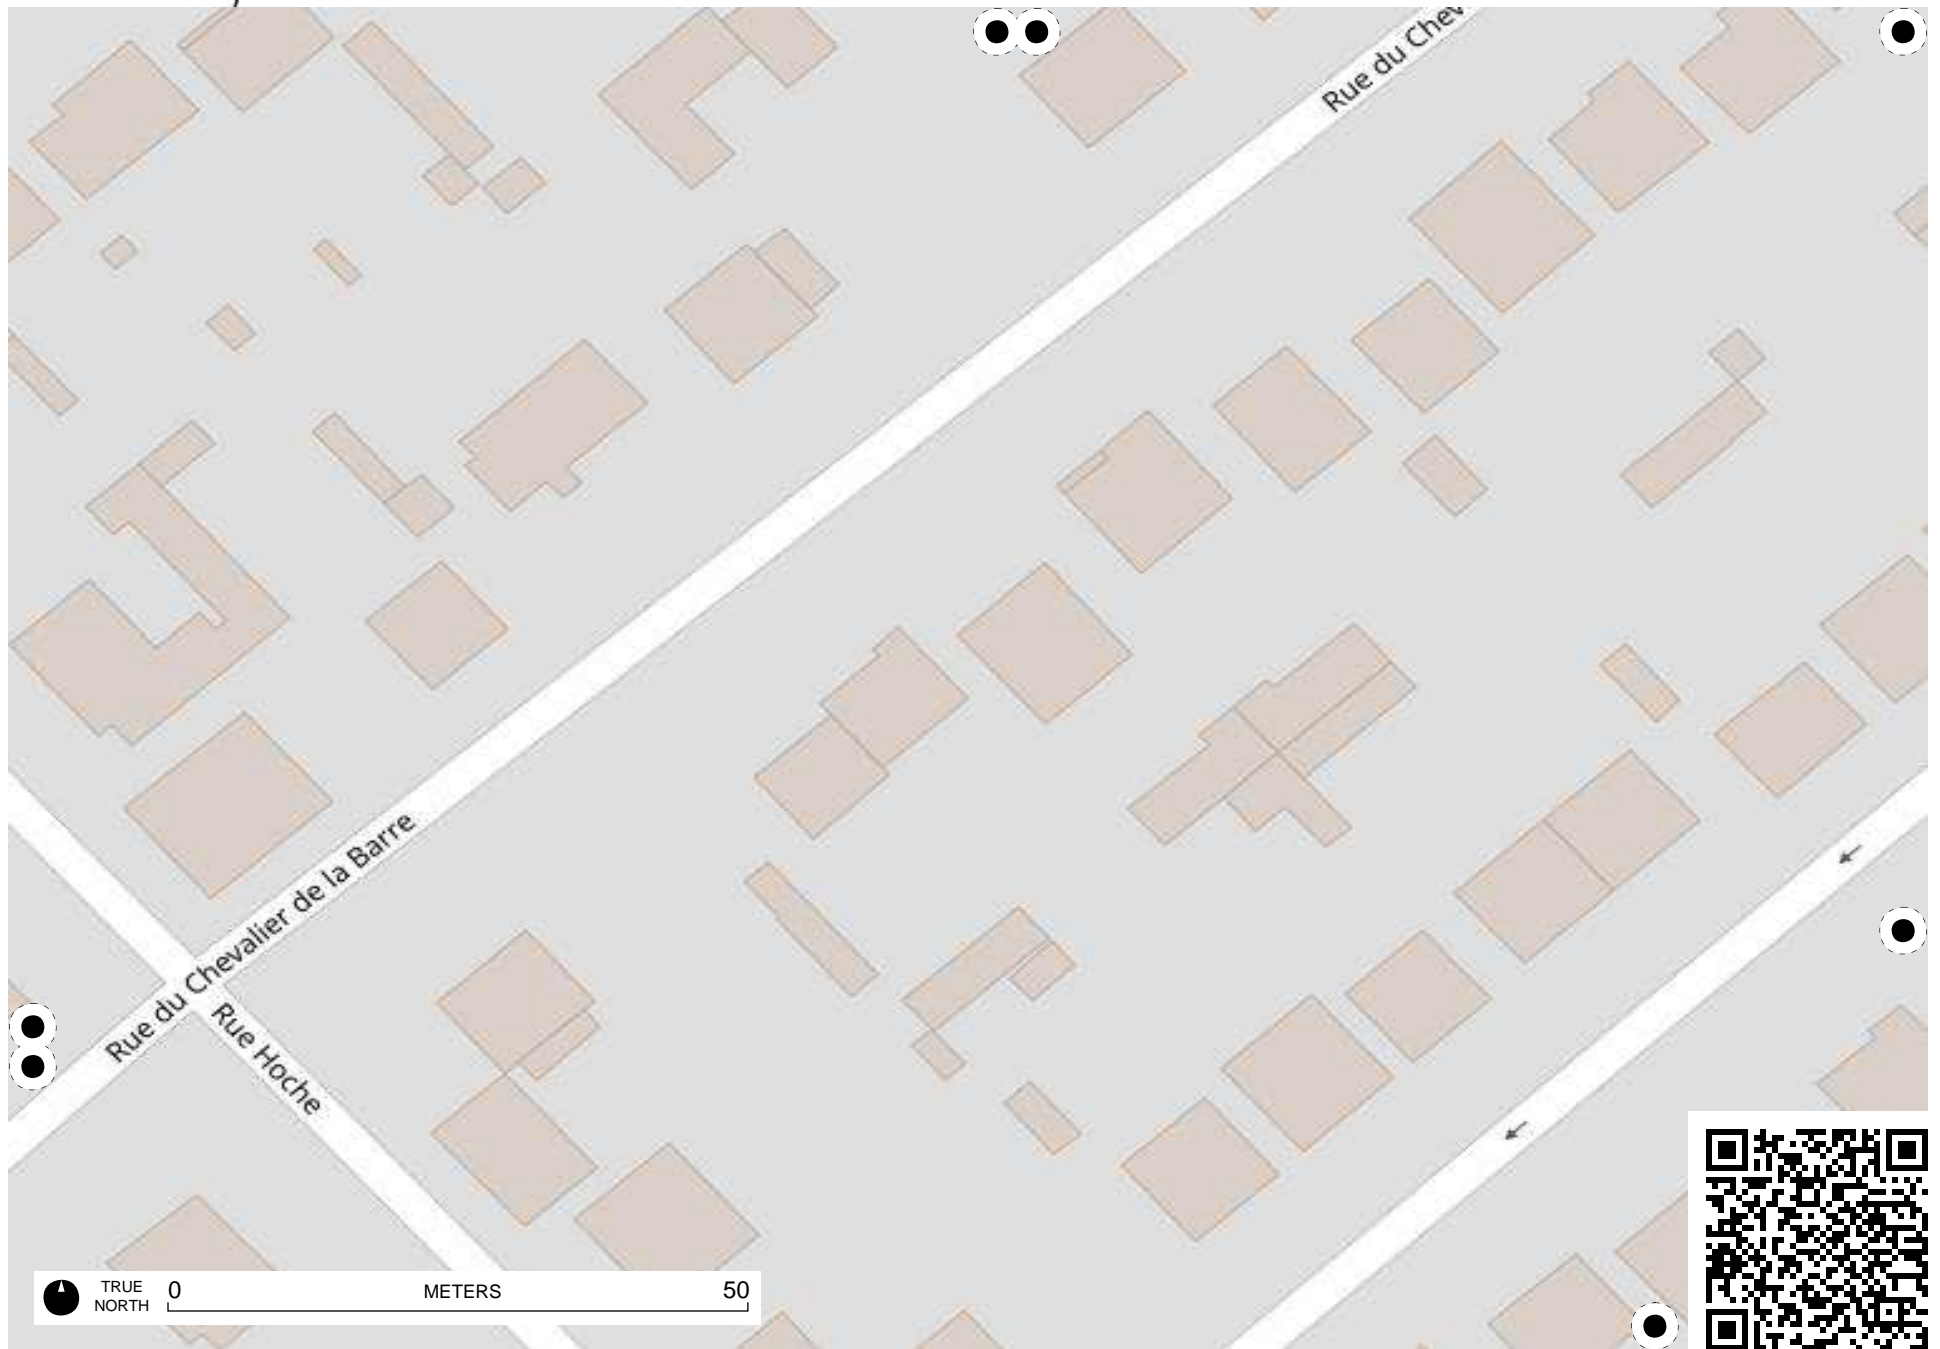 Rue du Chev
Rue du Chevalier de la Barre
Rue Hoche
TRUE
NORTH
0
METERS
50